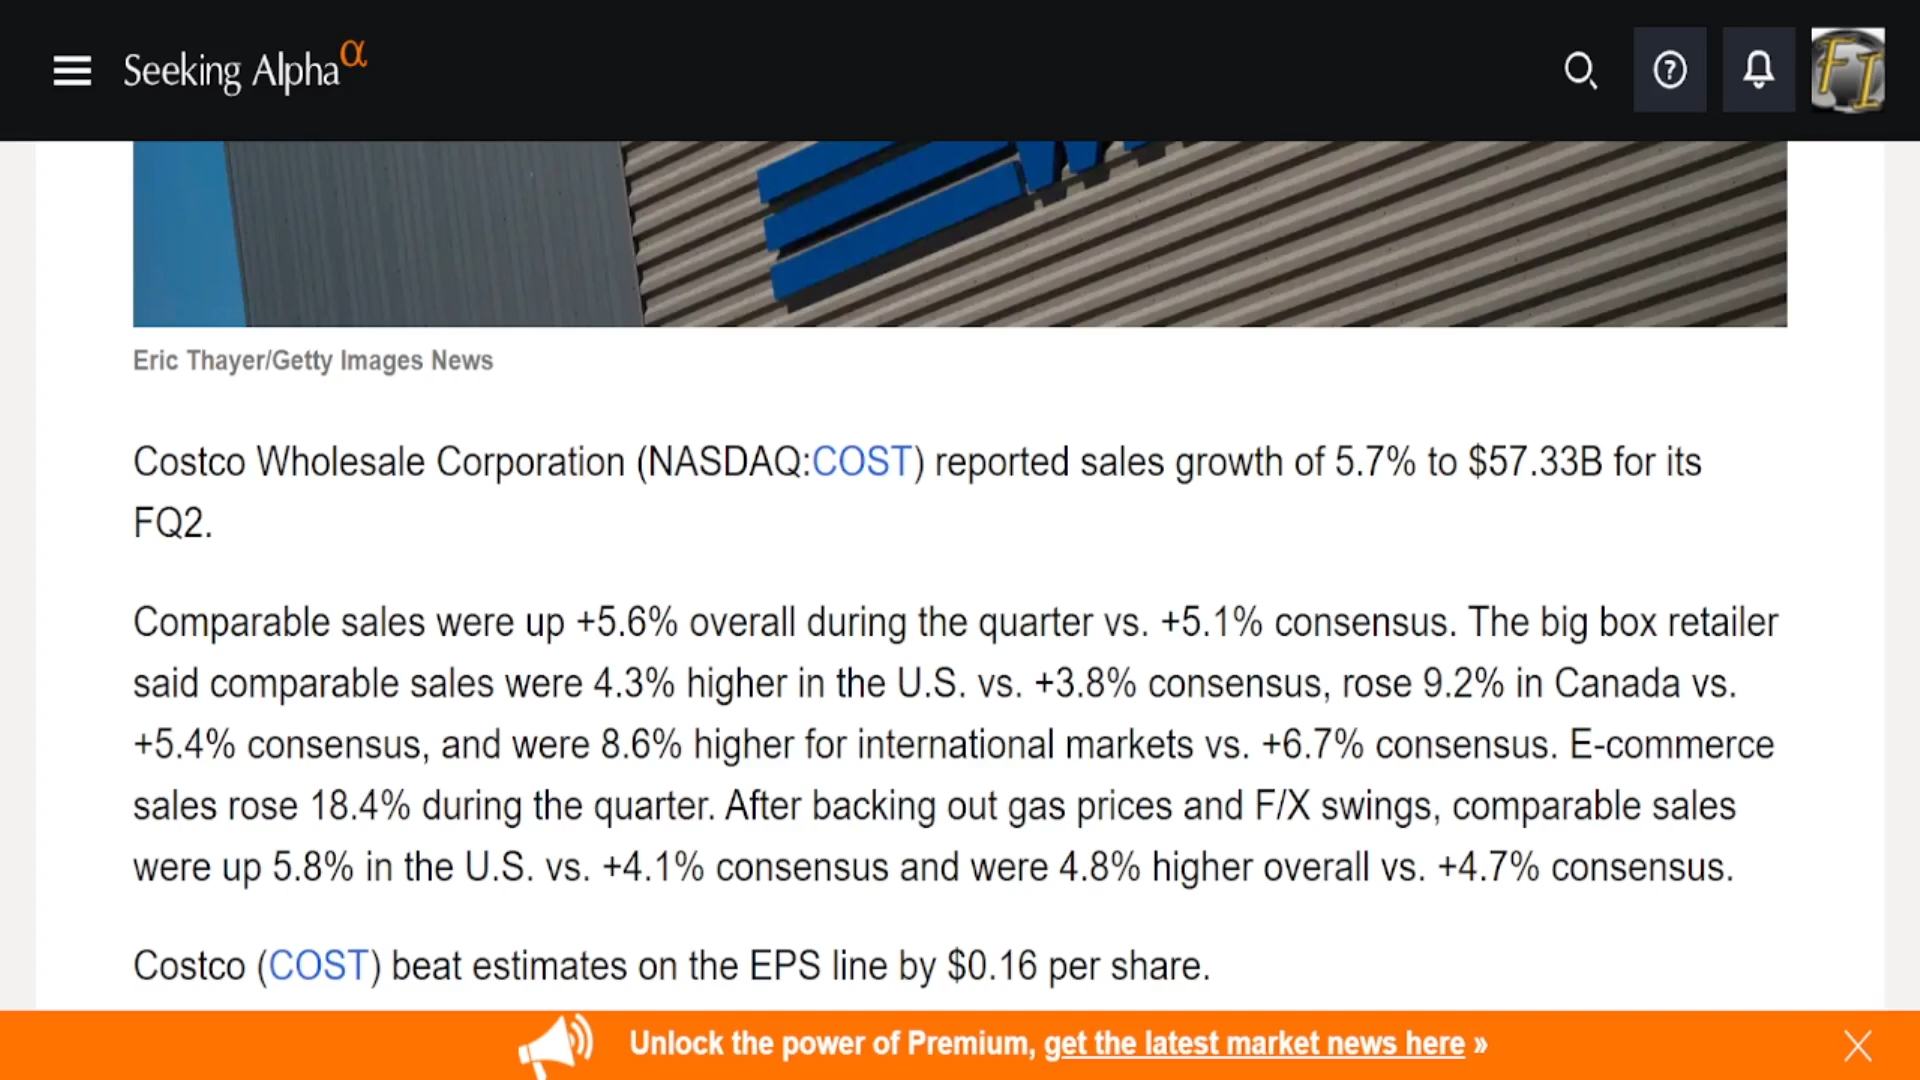 Seeking Alphaα
FI
Eric Thayer/Getty Images News
Costco Wholesale Corporation (NASDAQ:COST) reported sales growth of 5.7% to $57.33B for its
FQ2.
Comparable sales were up +5.6% overall during the quarter vs. +5.1% consensus. The big box retailer
said comparable sales were 4.3% higher in the U.S. vs. +3.8% consensus, rose 9.2% in Canada vs.
+5.4% consensus, and were 8.6% higher for international markets vs. +6.7% consensus. E-commerce
sales rose 18.4% during the quarter. After backing out gas prices and F/X swings, comparable sales
were up 5.8% in the U.S. vs. +4.1% consensus and were 4.8% higher overall vs. +4.7% consensus.
Costco (COST) beat estimates on the EPS line by $0.16 per share.
Unlock the power of Premium, get the latest market news here »